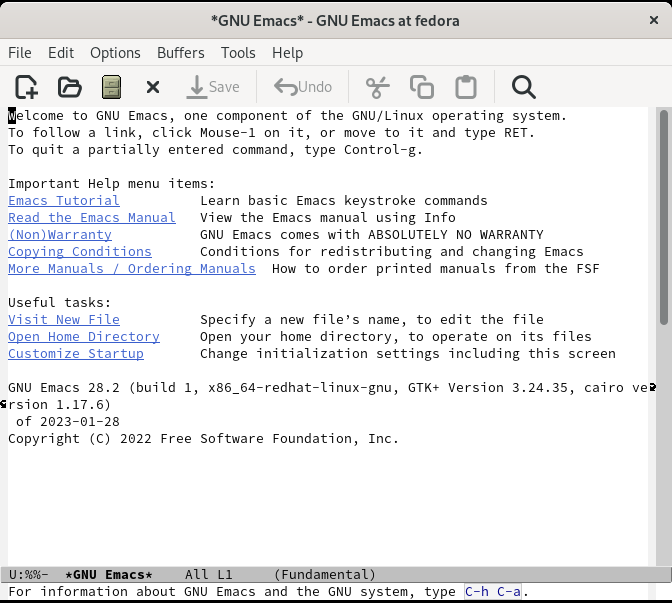 *GNU Emacs* - GNU Emacs at fedora
File Edit Options Buffers Tools Help
Save Undo
Welcome to GNU Emacs, one component of the GNU/Linux operating system.
To follow a link, click Mouse-1 on it, or move to it and type RET.
To quit a partially entered command, type Control-g.
Important Help menu items:
Emacs Tutorial Learn basic Emacs keystroke commands
Read the Emacs Manual View the Emacs manual using Info
(Non)Warranty GNU Emacs comes with ABSOLUTELY NO WARRANTY
Copying Conditions Conditions for redistributing and changing Emacs
More Manuals / Ordering Manuals How to order printed manuals from the FSF
Useful tasks:
Visit New File Specify a new file’s name, to edit the file
Open Home Directory Open your home directory, to operate on its files
Customize Startup Change initialization settings including this screen
GNU Emacs 28.2 (build 1, x86_64-redhat-linux-gnu, GTK+ Version 3.24.35, cairo ve
rsion 1.17.6)
of 2023-01-28
Copyright (C) 2022 Free Software Foundation, Inc.
U:%%- *GNU Emacs* All L1 (Fundamental)
For information about GNU Emacs and the GNU system, type C-h C-a.